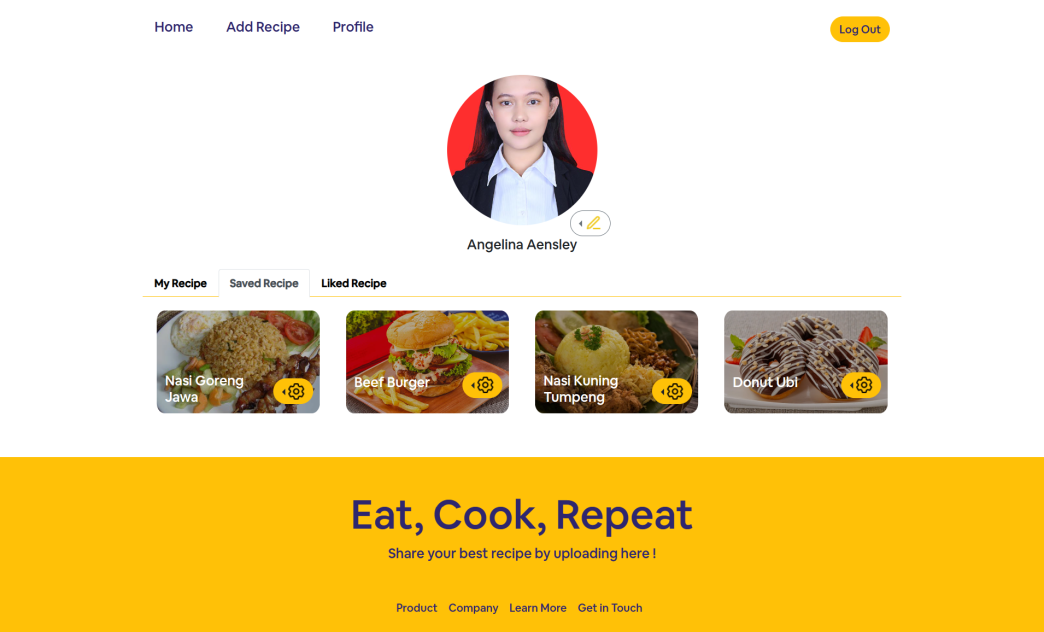 Home Add Recipe Profile Log Out
Angelina Aensley
My Recipe Saved Recipe Liked Recipe
Nasi Goreng
Jawa
Beef Burger
Nasi Kuning
Tumpeng
Donut Ubi
Eat, Cook, Repeat
Share your best recipe by uploading here !
Product Company Learn More Get in Touch